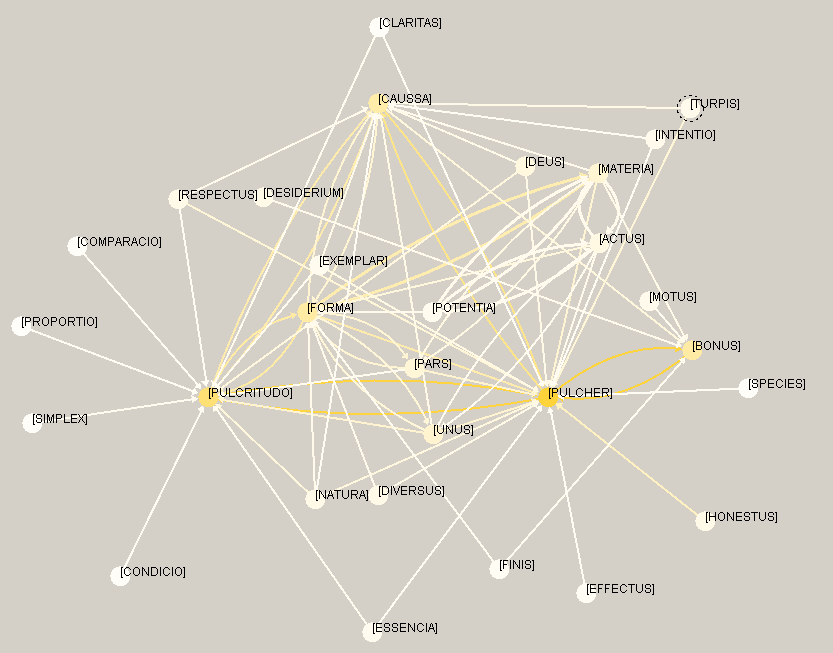 [CLARITAS]
[CAUSSA]
[TURPIS]
[INTENTIO]
[DEUS]
[MATERIA]
[RESPECTUS]
[DESIDERIUM]
[COMPARACIO]
[ACTUS]
[EXEMPLAR]
[MOTUS]
[FORMA]
[POTENTIA]
[PROPORTIO]
[BONUS]
[PARS]
[SPECIES]
[PULCRITUDO]
[PULCHER]
[SIMPLEX]
[UNUS]
[NATURA]
[DIVERSUS]
[HONESTUS]
[FINIS]
[CONDICIO]
[EFFECTUS]
[ESSENCIA]